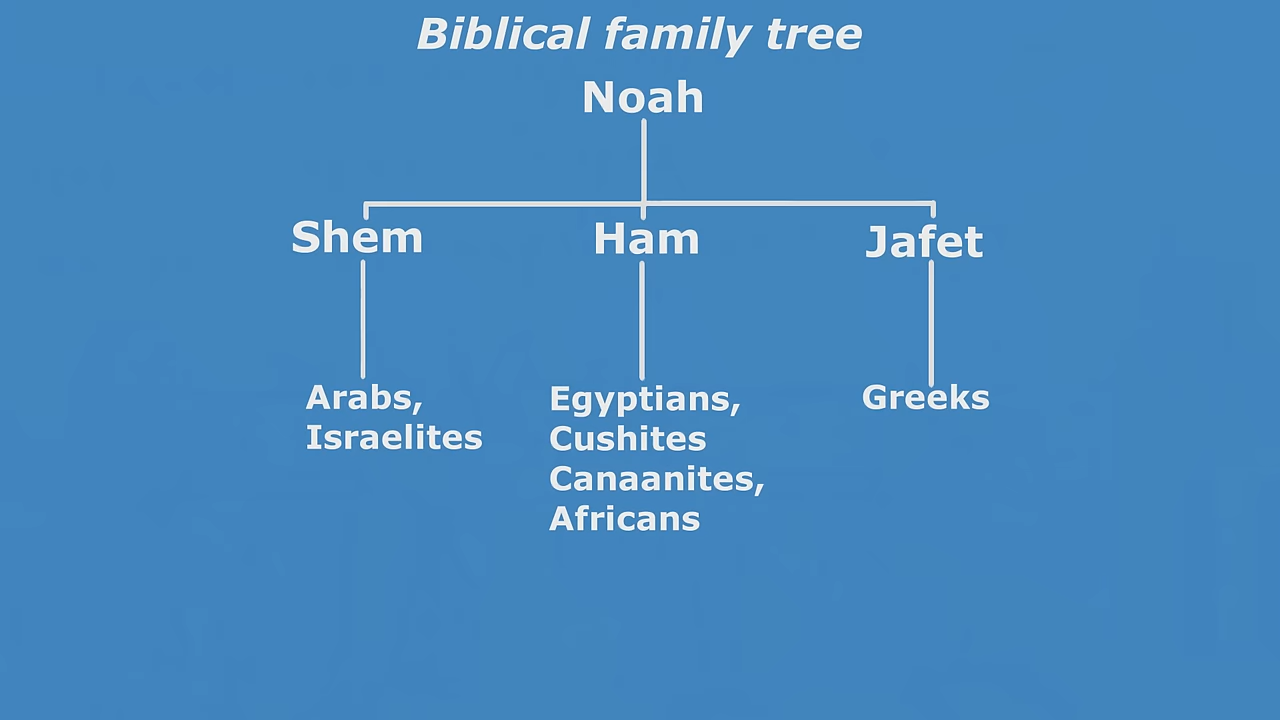 Biblical family tree
Noah
Shem
Ham
Jafet
Arabs,
Israelites
Egyptians,
Cushites
Canaanites,
Africans
Greeks